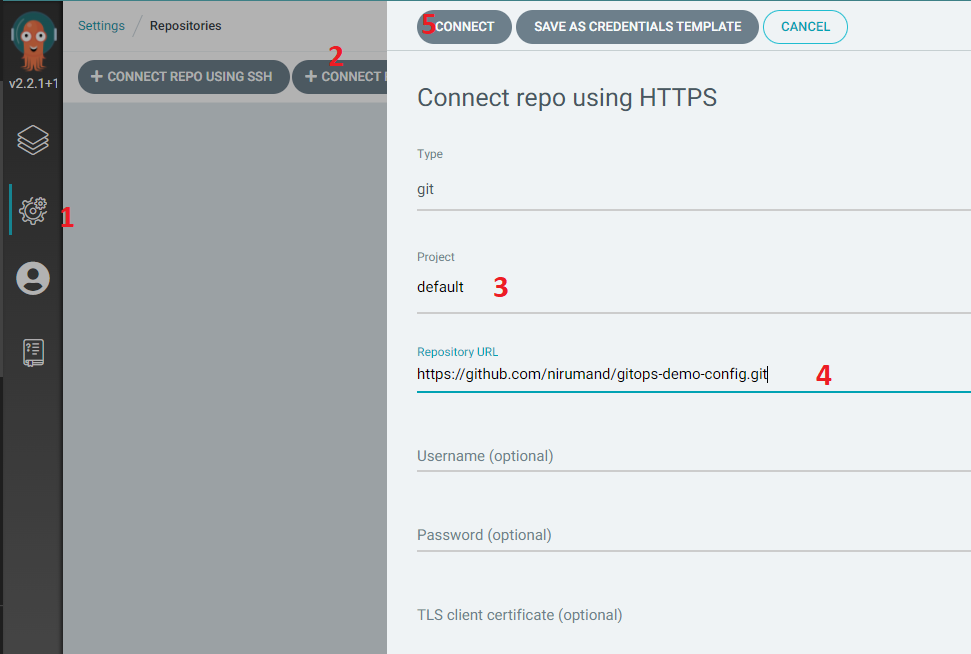 v2.2.1+1
1
Settings / Repositories
2
+ CONNECT REPO USING SSH
+ CONNECT
5
CONNECT
SAVE AS CREDENTIALS TEMPLATE
CANCEL
Connect repo using HTTPS
Type
git
Project
default 3
Repository URL
https://github.com/nirumand/gitops-demo-config.git 4
Username (optional)
Password (optional)
TLS client certificate (optional)